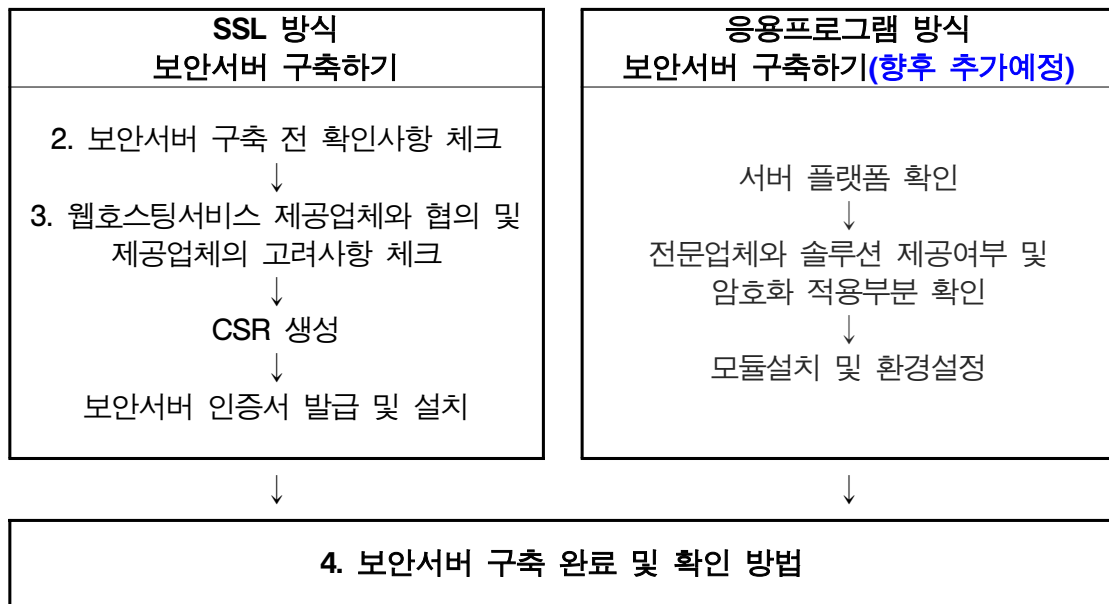 SSL 방식
보안서버 구축하기
2. 보안서버 구축 전 확인사항 체크
↓
3. 웹호스팅서비스 제공업체와 협의 및
제공업체의 고려사항 체크
↓
CSR 생성
↓
보안서버 인증서 발급 및 설치
↓
응용프로그램 방식
보안서버 구축하기(향후 추가예정)
서버 플랫폼 확인
↓
전문업체와 솔루션 제공여부 및
암호화 적용부분 확인
↓
모듈설치 및 환경설정
↓
4. 보안서버 구축 완료 및 확인 방법